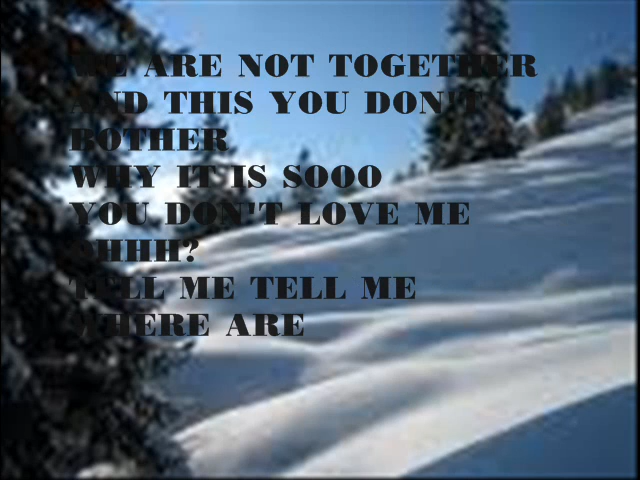 WE ARE NOT TOGETHER
AND THIS YOU DON'T
BOTHER
WHY IT IS SOOO
YOU DON'T LOVE ME
OHHH?
TELL ME TELL ME
WHERE ARE